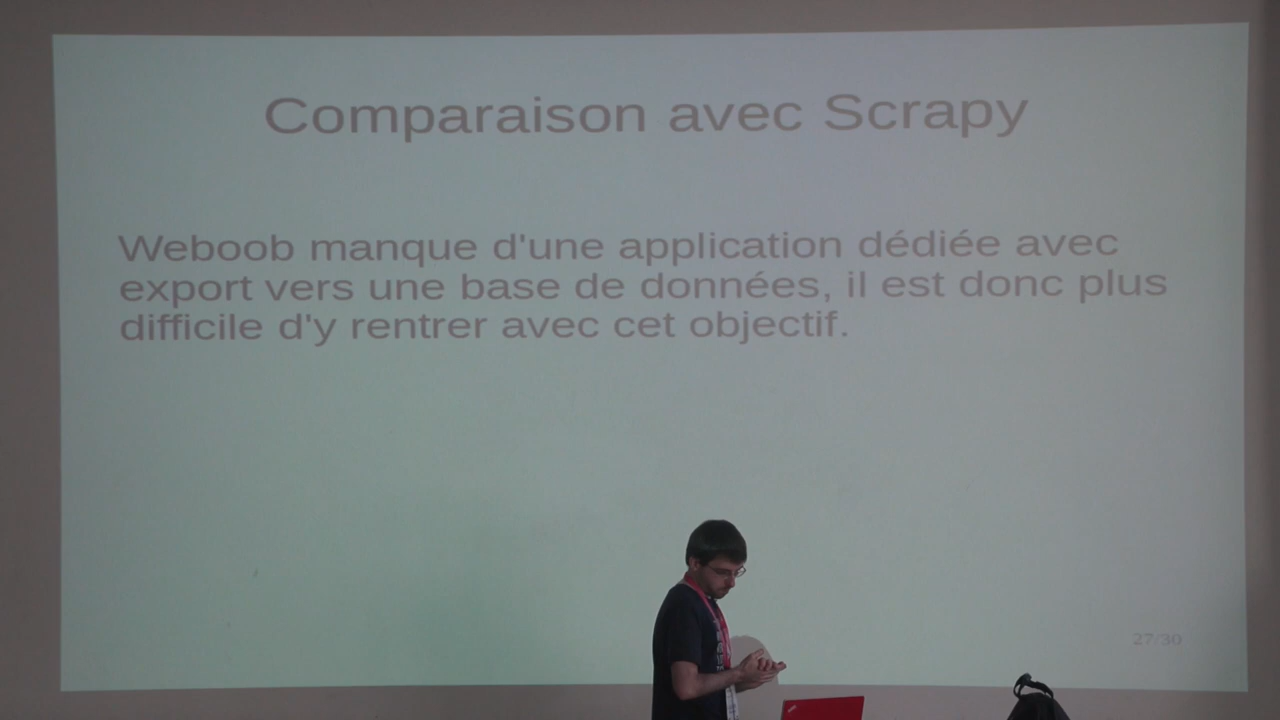 Comparaison avec Scrapy
Weboob manque d'une application dédiée avec
export vers une base de données, il est donc plus
difficile d'y rentrer avec cet objectif.
27/30